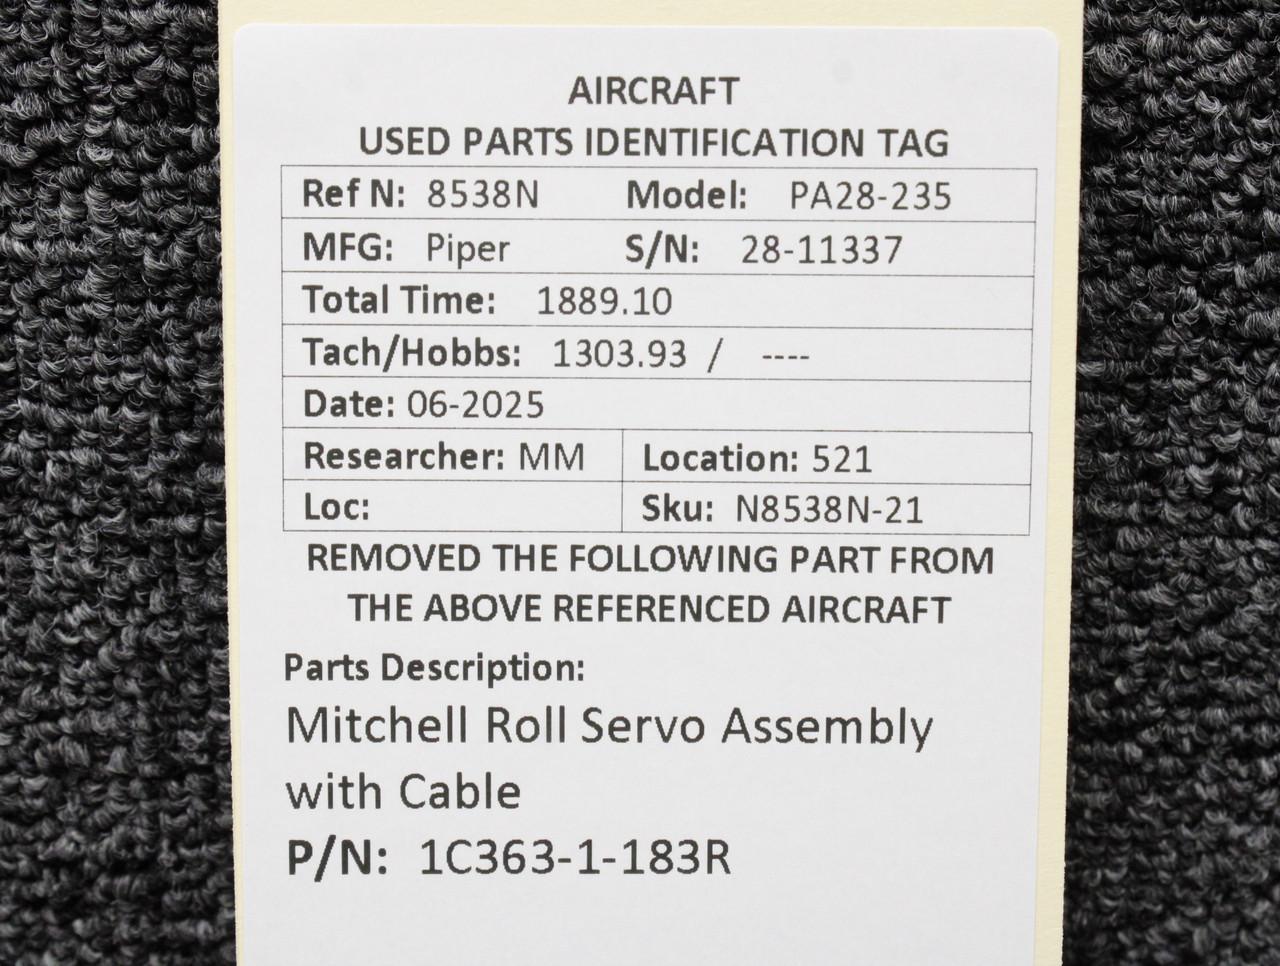 AIRCRAFT
USED PARTS IDENTIFICATION TAG
Ref N: 8538N Model: PA28-235
MFG: Piper S/N: 28-11337
Total Time: 1889.10
Tach/Hobbs: 1303.93 / ----
Date: 06-2025
Researcher: MM Location: 521
Loc: Sku: N8538N-21
REMOVED THE FOLLOWING PART FROM
THE ABOVE REFERENCED AIRCRAFT
Parts Description:
Mitchell Roll Servo Assembly
with Cable
P/N: 1C363-1-183R